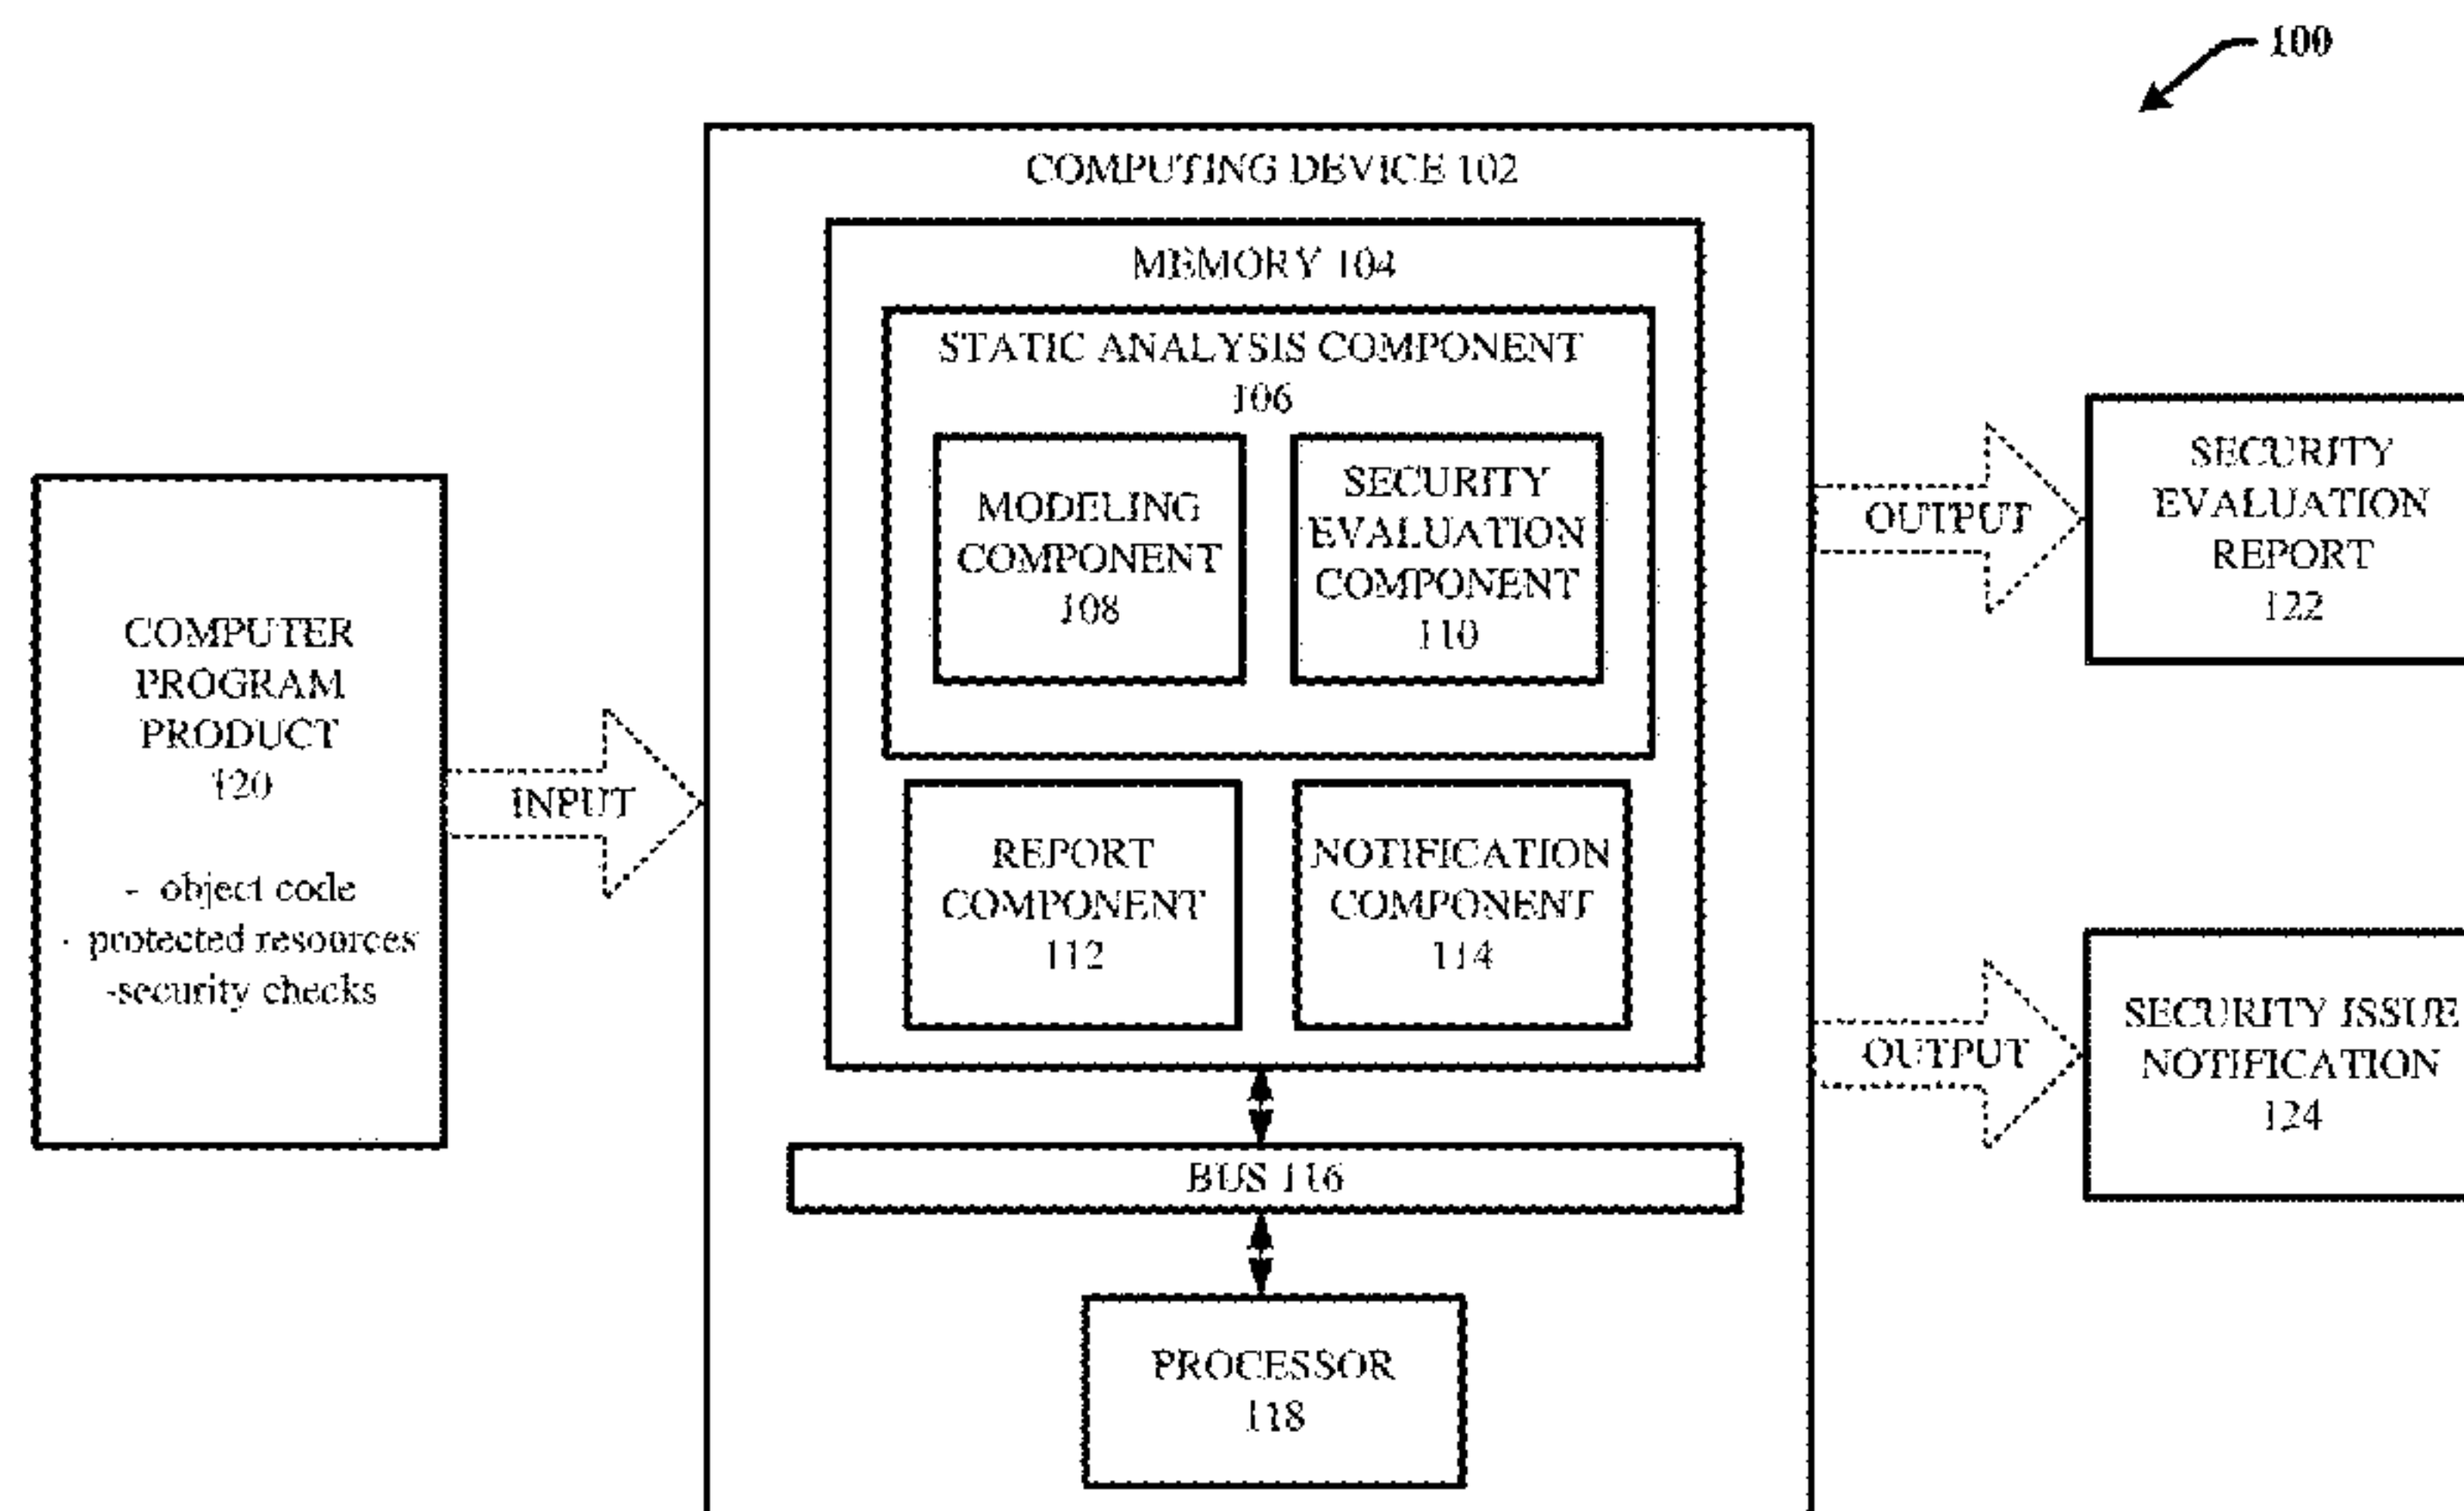 100
COMPUTING DEVICE 102
MEMORY 104
STATIC ANALYSIS COMPONENT
106
MODELING
COMPONENT
108
SECURITY
EVALUATION
COMPONENT
110
REPORT
COMPONENT
112
NOTIFICATION
COMPONENT
114
BUS 116
PROCESSOR
118
COMPUTER
PROGRAM
PRODUCT
120
- object code
- protected resources
-security checks
INPUT
OUTPUT
SECURITY
EVALUATION
REPORT
122
OUTPUT
SECURITY ISSUE
NOTIFICATION
124